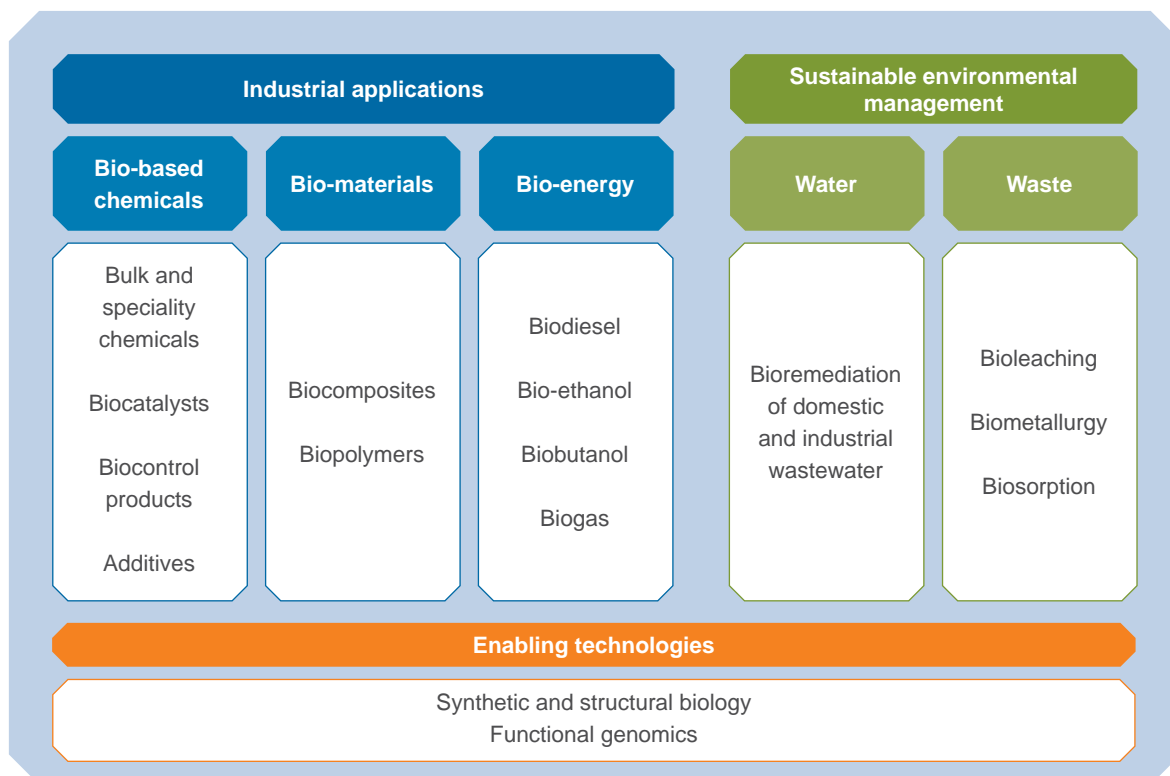 Industrial applications
Sustainable environmental
management
Bio-based
chemicals
Bio-materials
Bio-energy
Water
Waste
Bulk and
speciality
chemicals
Biocatalysts
Biocontrol
products
Additives
Biocomposites
Biopolymers
Biodiesel
Bio-ethanol
Biobutanol
Biogas
Bioremediation
of domestic
and industrial
wastewater
Bioleaching
Biometallurgy
Biosorption
Enabling technologies
Synthetic and structural biology
Functional genomics